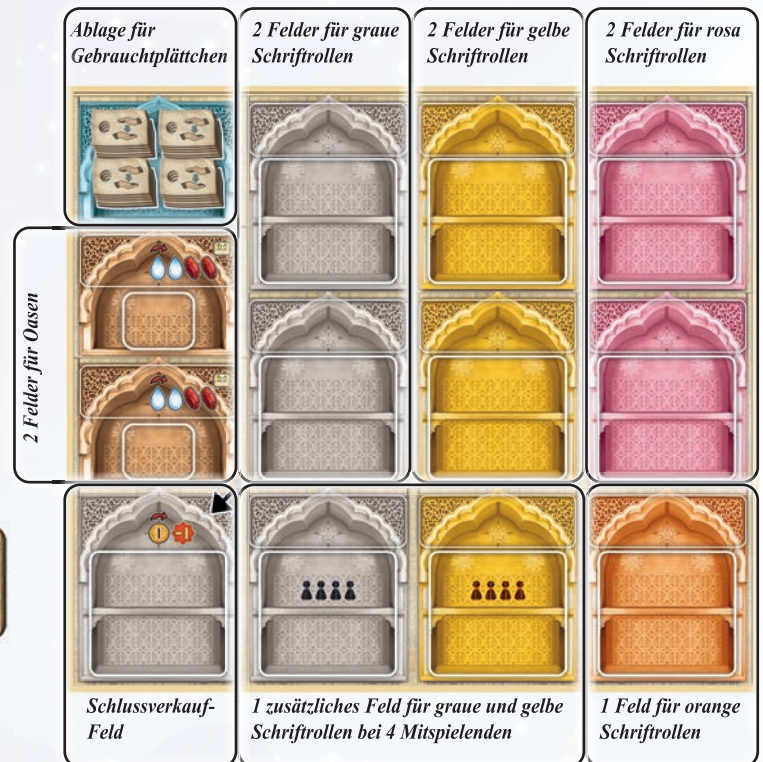 Ablage für
Gebrauchtplättchen
2 Felder für graue
Schriftrollen
2 Felder für gelbe
Schriftrollen
2 Felder für rosa
Schriftrollen
2 Felder für Oasen
1
-1
Schlussverkauf-
Feld
1 zusätzliches Feld für graue und gelbe
Schriftrollen bei 4 Mitspielenden
1 Feld für orange
Schriftrollen